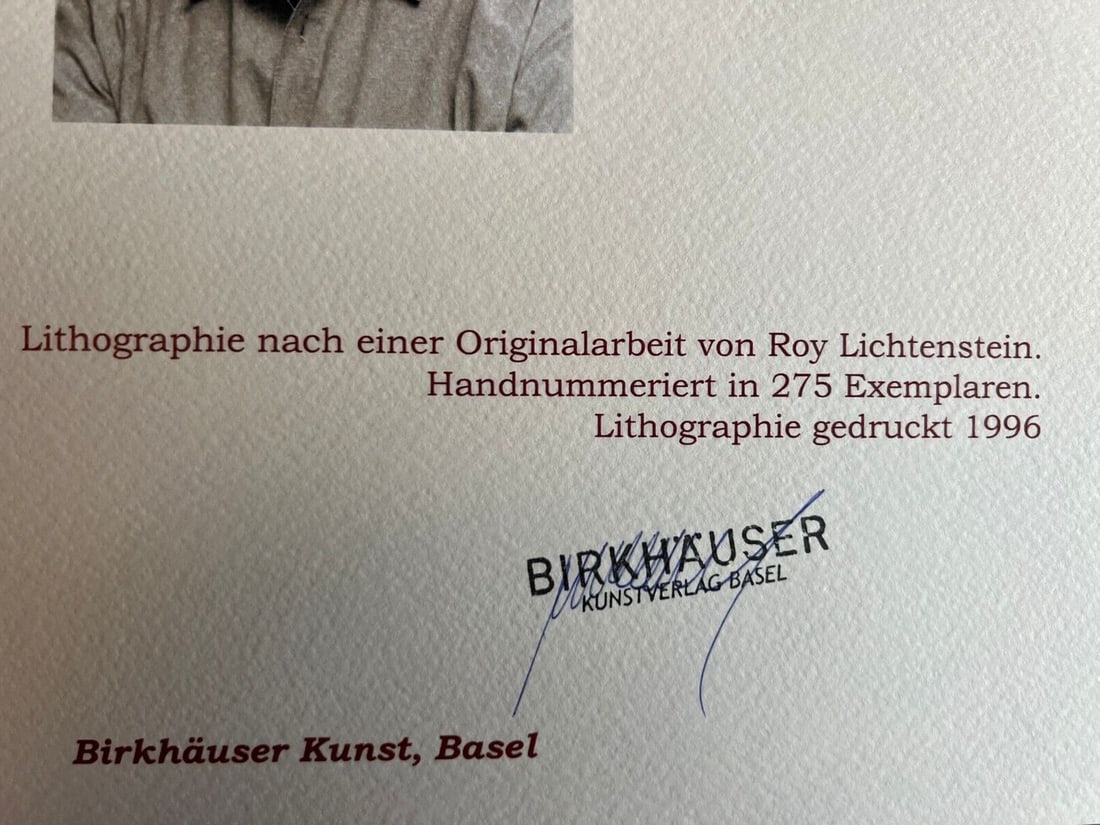 Lithographie nach einer Originalarbeit von Roy Lichtenstein.
Handnummeriert in 275 Exemplaren.
Lithographie gedruckt 1996
BIRKHÄUSER
KUNSTVERLAG BASEL
Birkhäuser Kunst, Basel